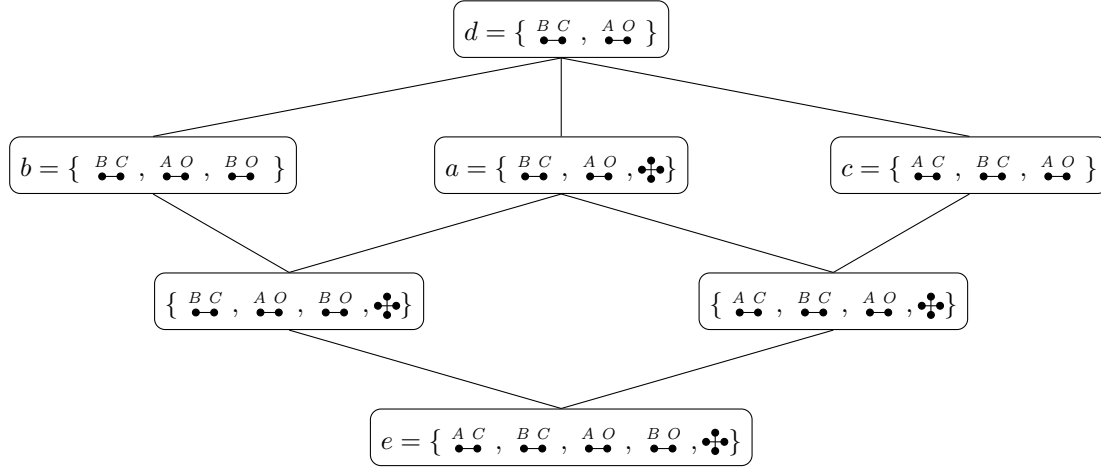 d = { B C , A O }
b = { B C , A O , B O } a = { B C , A O , } c = { A C , B C , A O }
{ B C , A O , B O , } { A C , B C , A O , }
e = { A C , B C , A O , B O , }